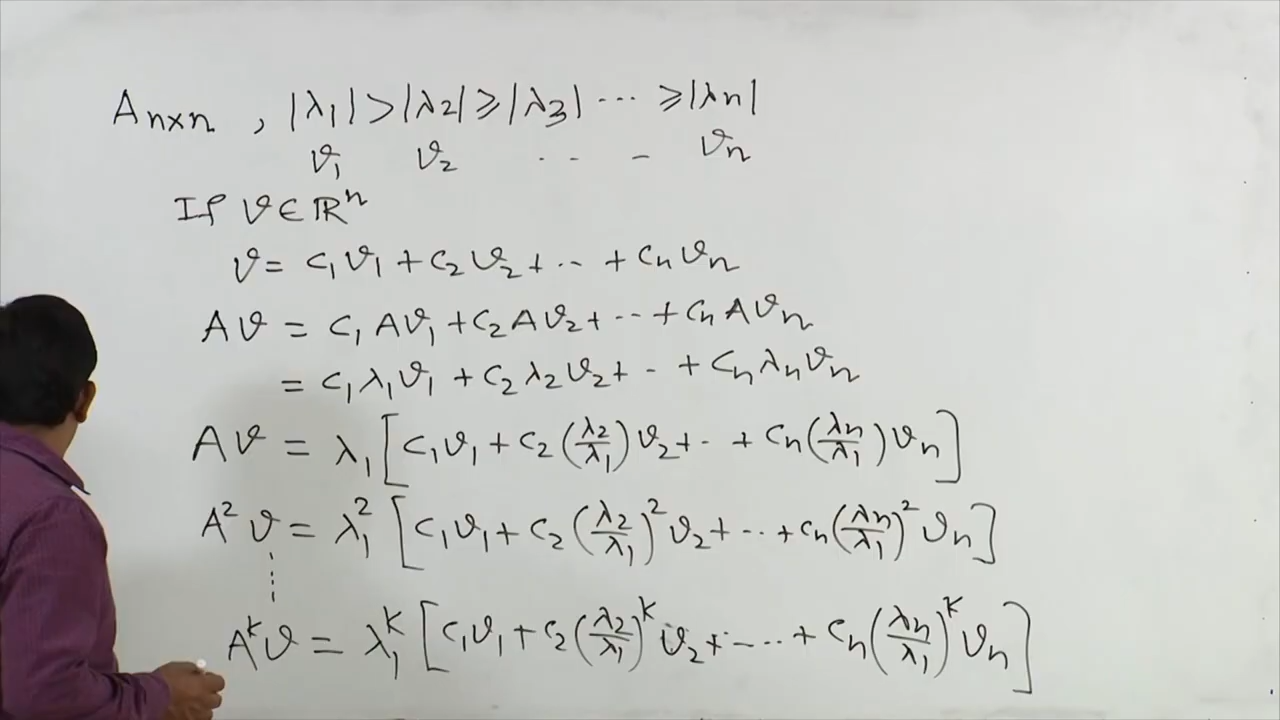 Aₙₓₙ , |λ₁| > |λ₂| ≥ |λ₃| ... ≥ |λₙ|
v₁ v₂ .. - vₙ
If v ∈ ℝⁿ
v = c₁v₁ + c₂v₂ + .. + cₙvₙ
Av = c₁Av₁ + c₂Av₂ + .. + cₙAvₙ
= c₁λ₁v₁ + c₂λ₂v₂ + . + cₙλₙvₙ
Av = λ₁[c₁v₁ + c₂(λ₂/λ₁)v₂ + .. + cₙ(λₙ/λ₁)vₙ]
A²v = λ₁²[c₁v₁ + c₂(λ₂/λ₁)²v₂ + ... + cₙ(λₙ/λ₁)²vₙ]
⋮
Aᵏv = λ₁ᵏ[c₁v₁ + c₂(λ₂/λ₁)ᵏv₂ + ... + cₙ(λₙ/λ₁)ᵏvₙ]